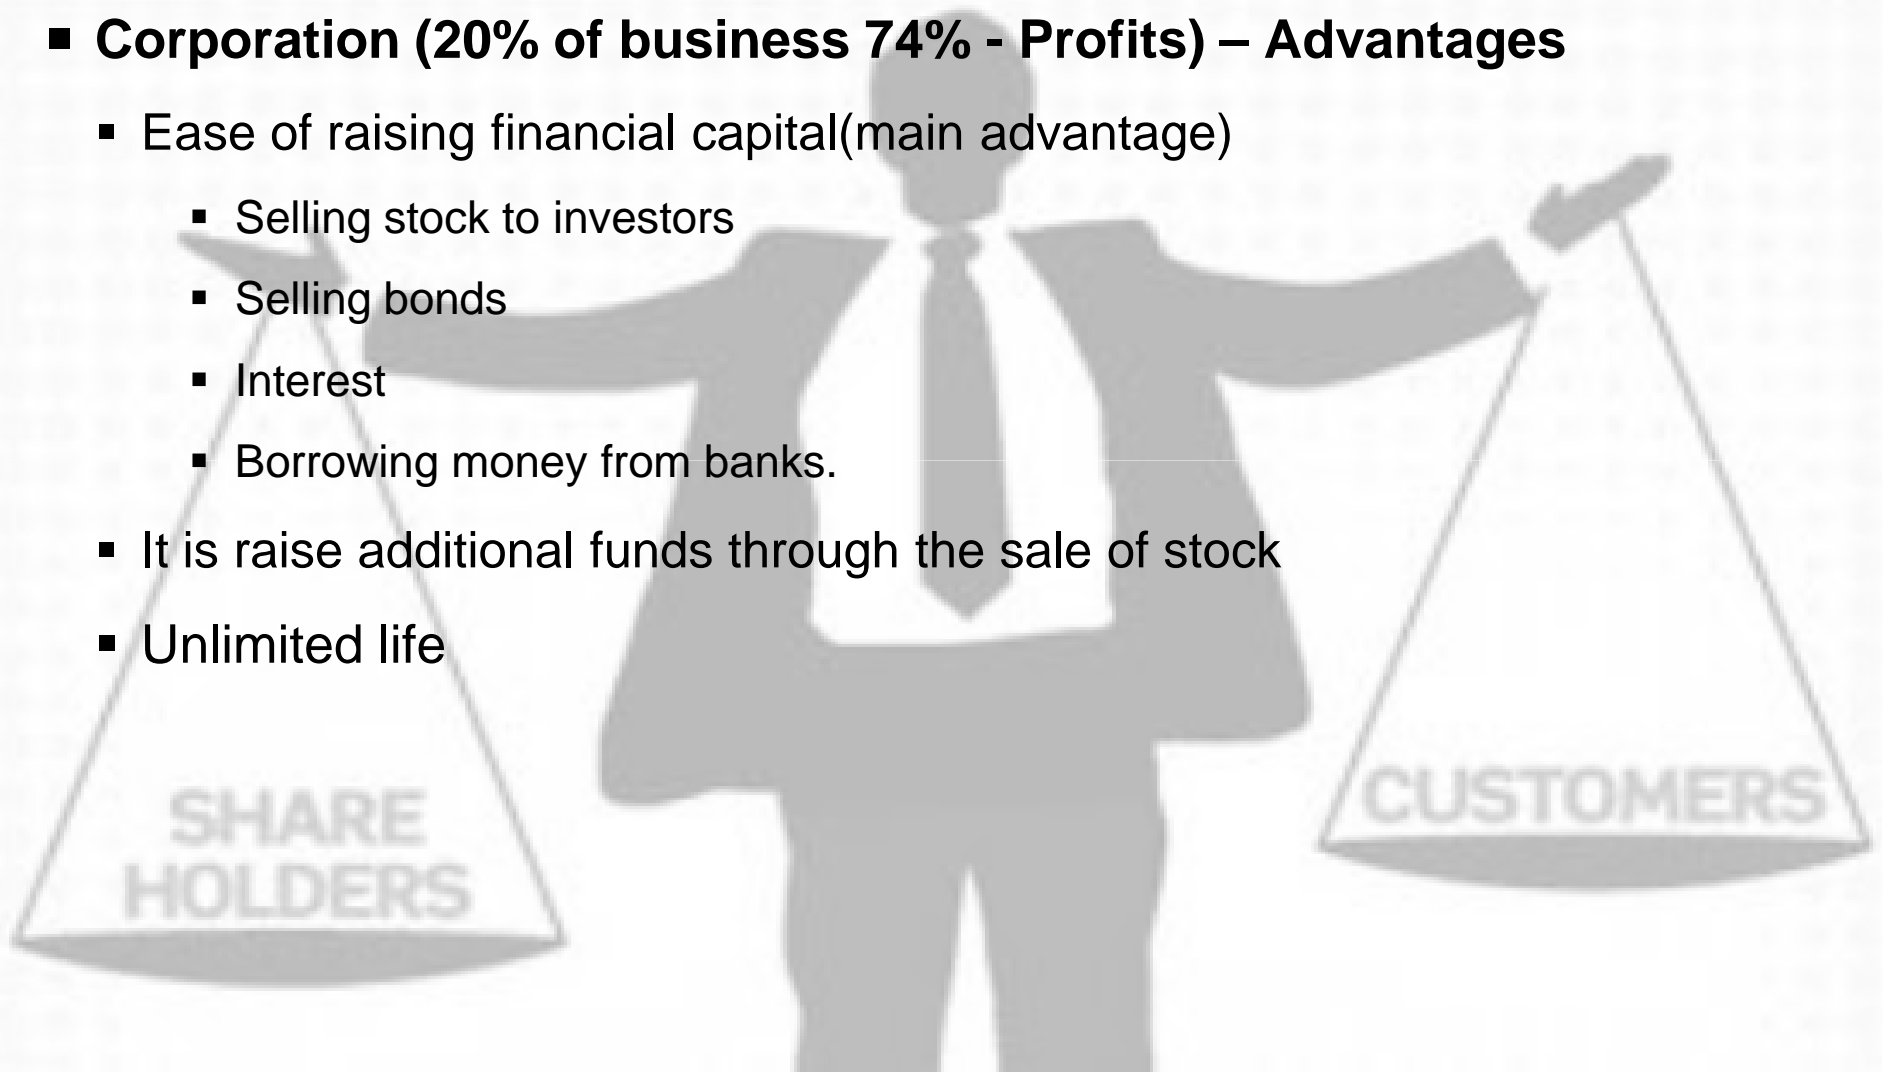 Corporation (20% of business 74% - Profits) – Advantages
Ease of raising financial capital(main advantage)
Selling stock to investors
Selling bonds
Interest
Borrowing money from banks.
It is raise additional funds through the sale of stock
Unlimited life
SHARE
HOLDERS
CUSTOMERS